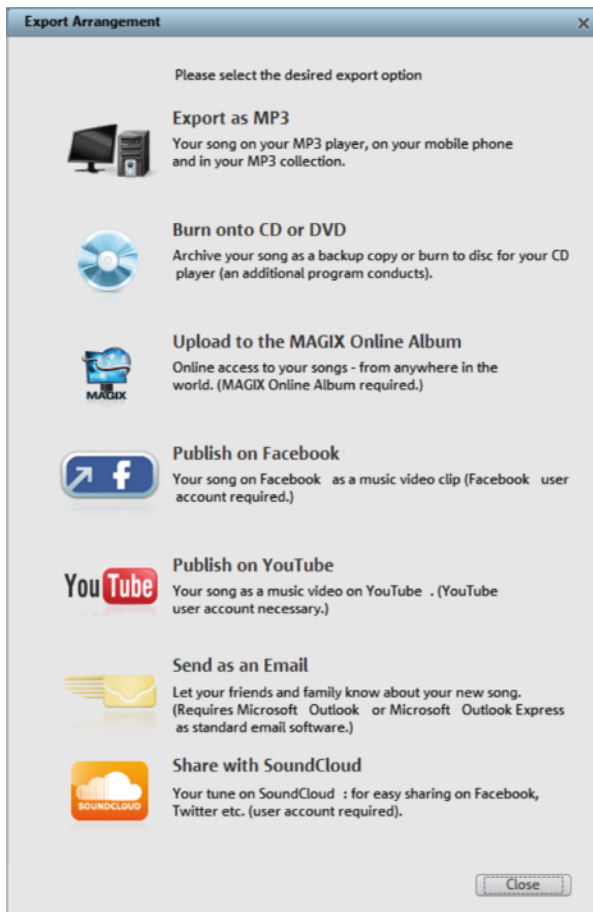 Export Arrangement
Please select the desired export option
Export as MP3
Your song on your MP3 player, on your mobile phone
and in your MP3 collection.
Burn onto CD or DVD
Archive your song as a backup copy or burn to disc for your CD
player (an additional program conducts).
Upload to the MAGIX Online Album
Online access to your songs - from anywhere in the
world. (MAGIX Online Album required.)
MAGIX
Publish on Facebook
Your song on Facebook as a music video clip (Facebook user
account required.)
You Tube
Publish on YouTube
Your song as a music video on YouTube . (YouTube
user account necessary.)
Send as an Email
Let your friends and family know about your new song.
(Requires Microsoft Outlook or Microsoft Outlook Express
as standard email software.)
Share with SoundCloud
Your tune on SoundCloud : for easy sharing on Facebook,
Twitter etc. (user account required).
SOUNDCLOUD
Close